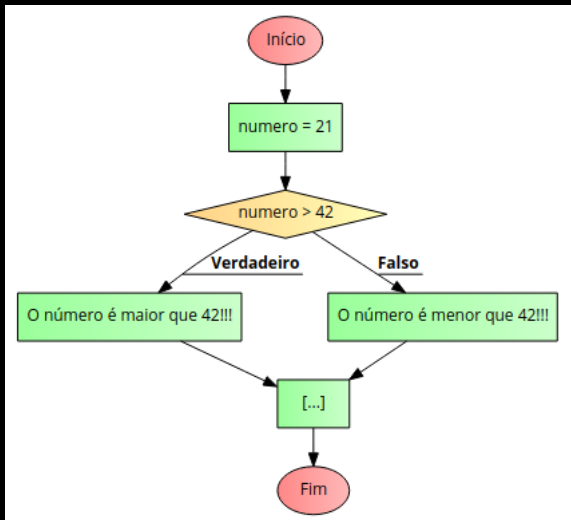 Início
numero = 21
numero > 42
Verdadeiro
Falso
O número é maior que 42!!!
O número é menor que 42!!!
[...]
Fim